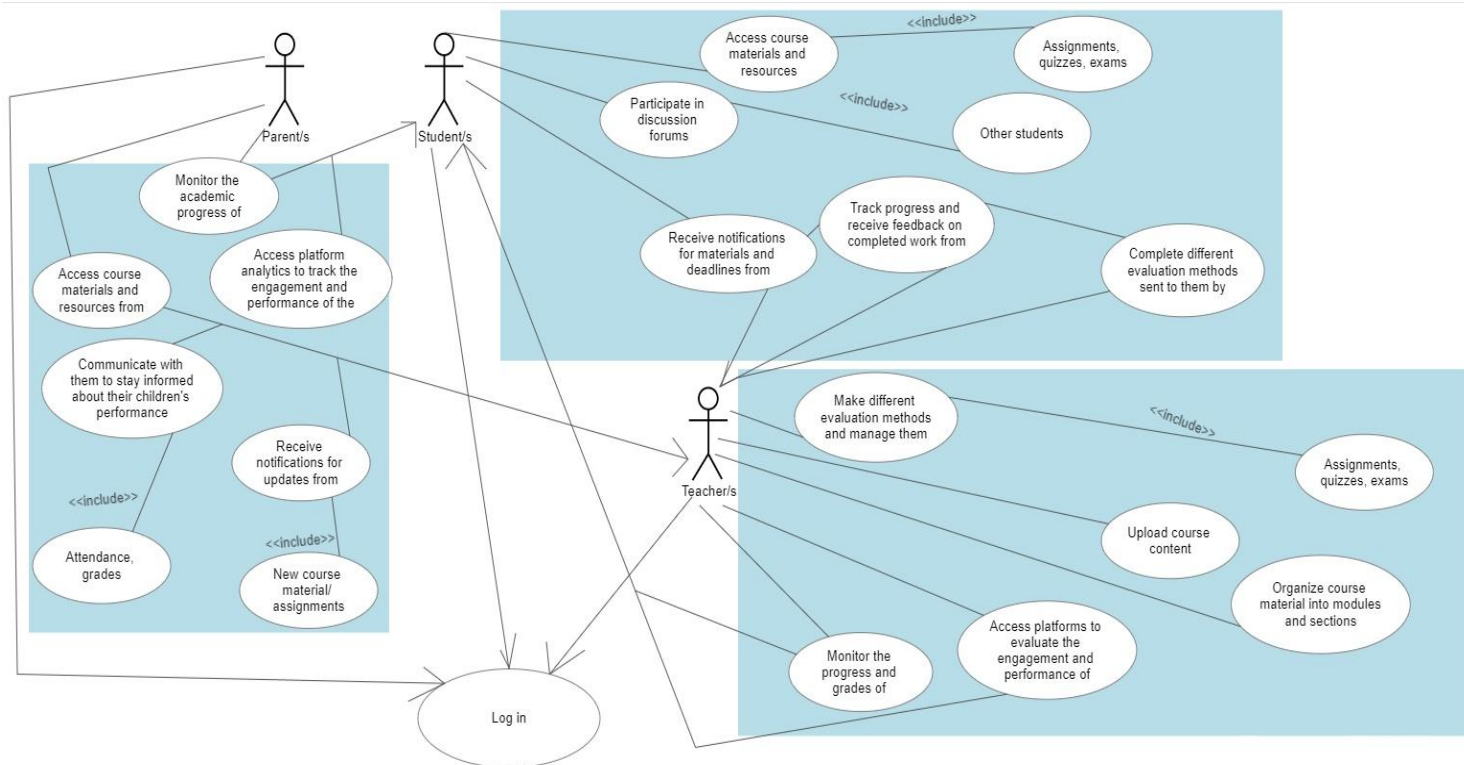 <<include>>
Access course
materials and
resources
Assignments,
quizzes, exams
Participate in
discussion
forums
<<include>>
Other students
Parent/s
Student/s
Monitor the
academic
progress of
Track progress and
receive feedback on
completed work from
Receive notifications
for materials and
deadlines from
Complete different
evaluation methods
sent to them by
Access course
materials and
resources from
Access platform
analytics to track the
engagement and
performance of the
Communicate with
them to stay informed
about their children's
performance
Receive
notifications for
updates from
<<include>>
Attendance,
grades
<<include>>
New course
material/
assignments
Teacher/s
Make different
evaluation methods
and manage them
<<include>>
Assignments,
quizzes, exams
Upload course
content
Organize course
material into modules
and sections
Access platforms to
evaluate the
engagement and
performance of
Monitor the
progress and
grades of
Log in